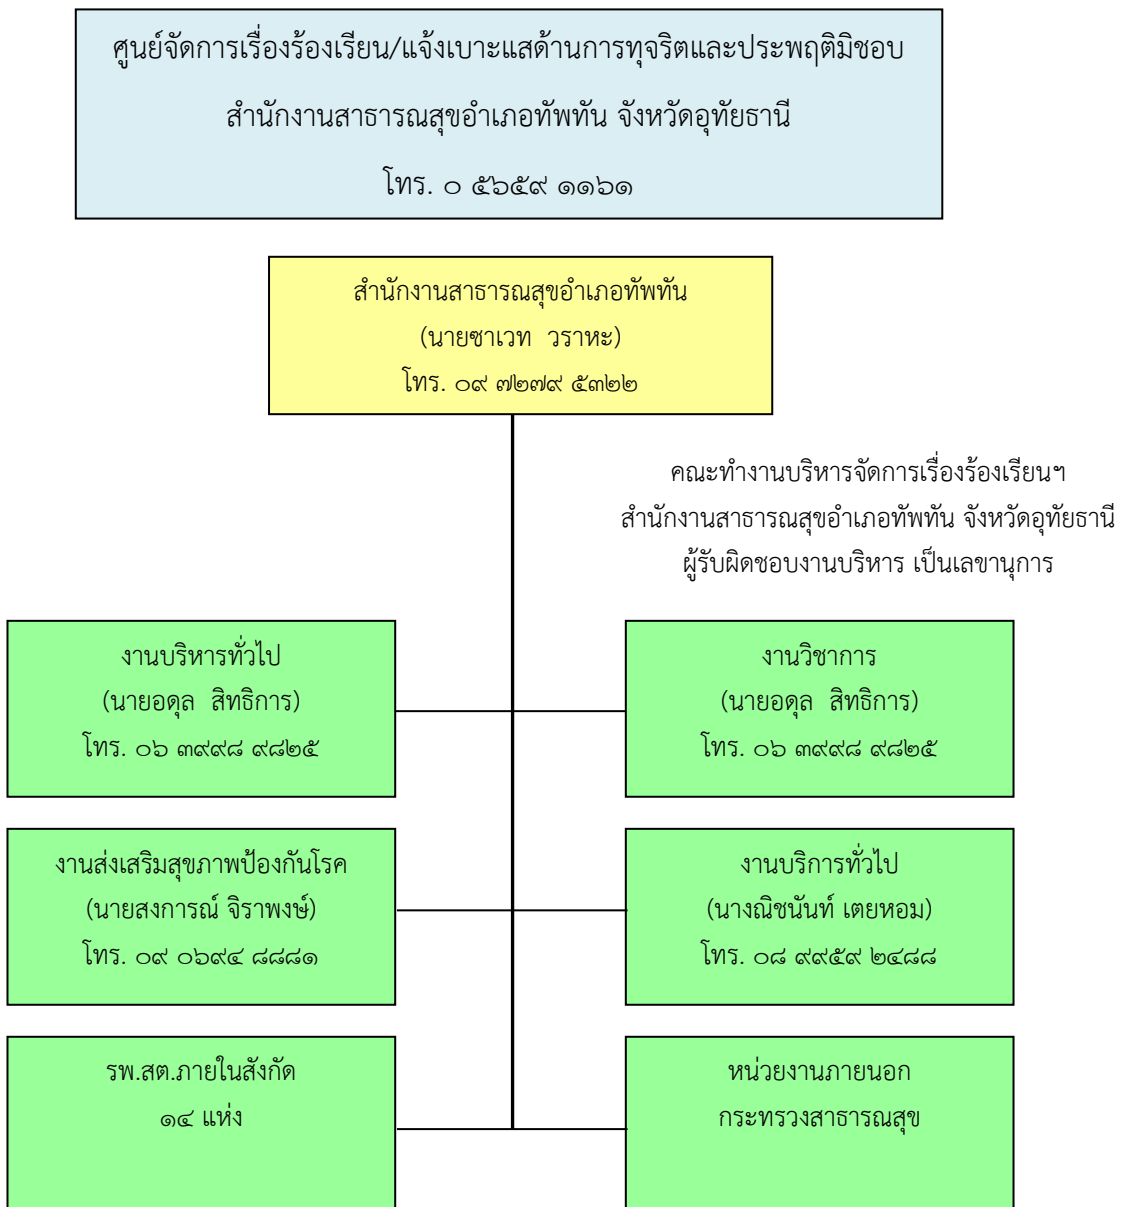 ศูนย์จัดการเรื่องร้องเรียน/แจ้งเบาะแสด้านการทุจริตและประพฤติมิชอบ
สำนักงานสาธารณสุขอำเภอทัพทัน จังหวัดอุทัยธานี
โทร. ๐ ๕๖๕๙ ๑๑๖๑
สำนักงานสาธารณสุขอำเภอทัพทัน
(นายซาเวท  วราหะ)
โทร. ๐๙ ๗๒๗๙ ๕๓๒๒
คณะทำงานบริหารจัดการเรื่องร้องเรียนฯ
สำนักงานสาธารณสุขอำเภอทัพทัน จังหวัดอุทัยธานี
ผู้รับผิดชอบงานบริหาร เป็นเลขานุการ
งานบริหารทั่วไป
(นายอดุล  สิทธิการ)
โทร. ๐๖ ๓๙๙๘ ๙๘๒๕
งานวิชาการ
(นายอดุล  สิทธิการ)
โทร. ๐๖ ๓๙๙๘ ๙๘๒๕
งานส่งเสริมสุขภาพป้องกันโรค
(นายสงการณ์ จิราพงษ์)
โทร. ๐๙ ๐๖๙๔ ๘๘๘๑
งานบริการทั่วไป
(นางณิชนันท์ เตยหอม)
โทร. ๐๘ ๙๙๕๙ ๒๔๘๘
รพ.สต.ภายในสังกัด
๑๔ แห่ง
หน่วยงานภายนอก
กระทรวงสาธารณสุข